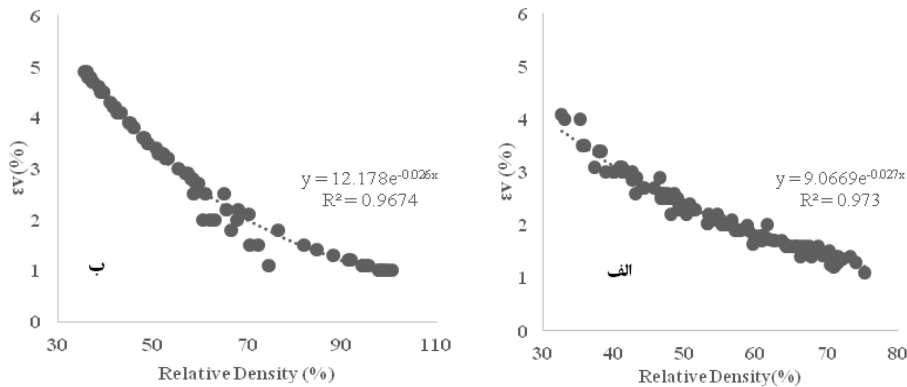 6
5
4
3
2
1
0
εv(%)
y = 12.178e^-0.026x
R² = 0.9674
ب
30 50 70 90 110
Relative Density (%)
6
5
4
3
2
1
0
εv (%)
y = 9.0669e^-0.027x
R² = 0.973
الف
30 40 50 60 70 80
Relative Density(%)